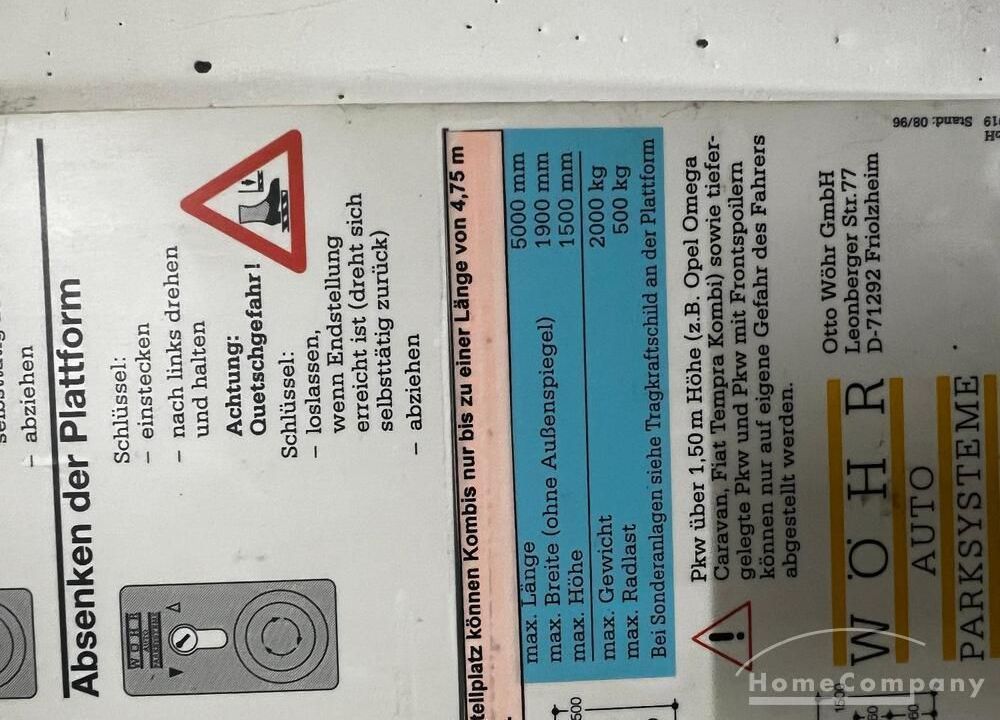 – abziehen
Absenken der Plattform
Schlüssel:
– einstecken
– nach links drehen
und halten
Achtung:
Quetschgefahr!
Schlüssel:
– loslassen,
wenn Endstellung
erreicht ist (dreht sich
selbsttätig zurück)
– abziehen
WÖHR
AUTO
PARKSYSTEME
tellplatz können Kombis nur bis zu einer Länge von 4,75 m
max. Länge 5000 mm
max. Breite (ohne Außenspiegel) 1900 mm
max. Höhe 1500 mm
max. Gewicht 2000 kg
max. Radlast 500 kg
Bei Sonderanlagen siehe Tragkraftschild an der Plattform
Pkw über 1,50 m Höhe (z.B. Opel Omega
Caravan, Fiat Tempra Kombi) sowie tiefer-
gelegte Pkw und Pkw mit Frontspoilern
können nur auf eigene Gefahr des Fahrers
abgestellt werden.
WÖHR
AUTO
PARKSYSTEME
Otto Wöhr GmbH
Leonberger Str.77
D-71292 Friolzheim
Stand: 08/96
HomeCompany